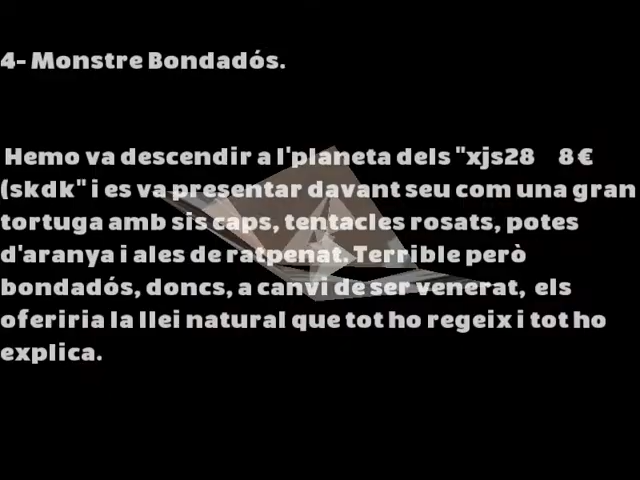 4- Monstre Bondadós.
Hemo va descendir a l'planeta dels "xjs28 8€
(skdk" i es va presentar davant seu com una gran
tortuga amb sis caps, tentacles rosats, potes
d'aranya i ales de ratpenat. Terrible però
bondadós, doncs, a canvi de ser venerat, els
oferiria la llei natural que tot ho regeix i tot ho
explica.